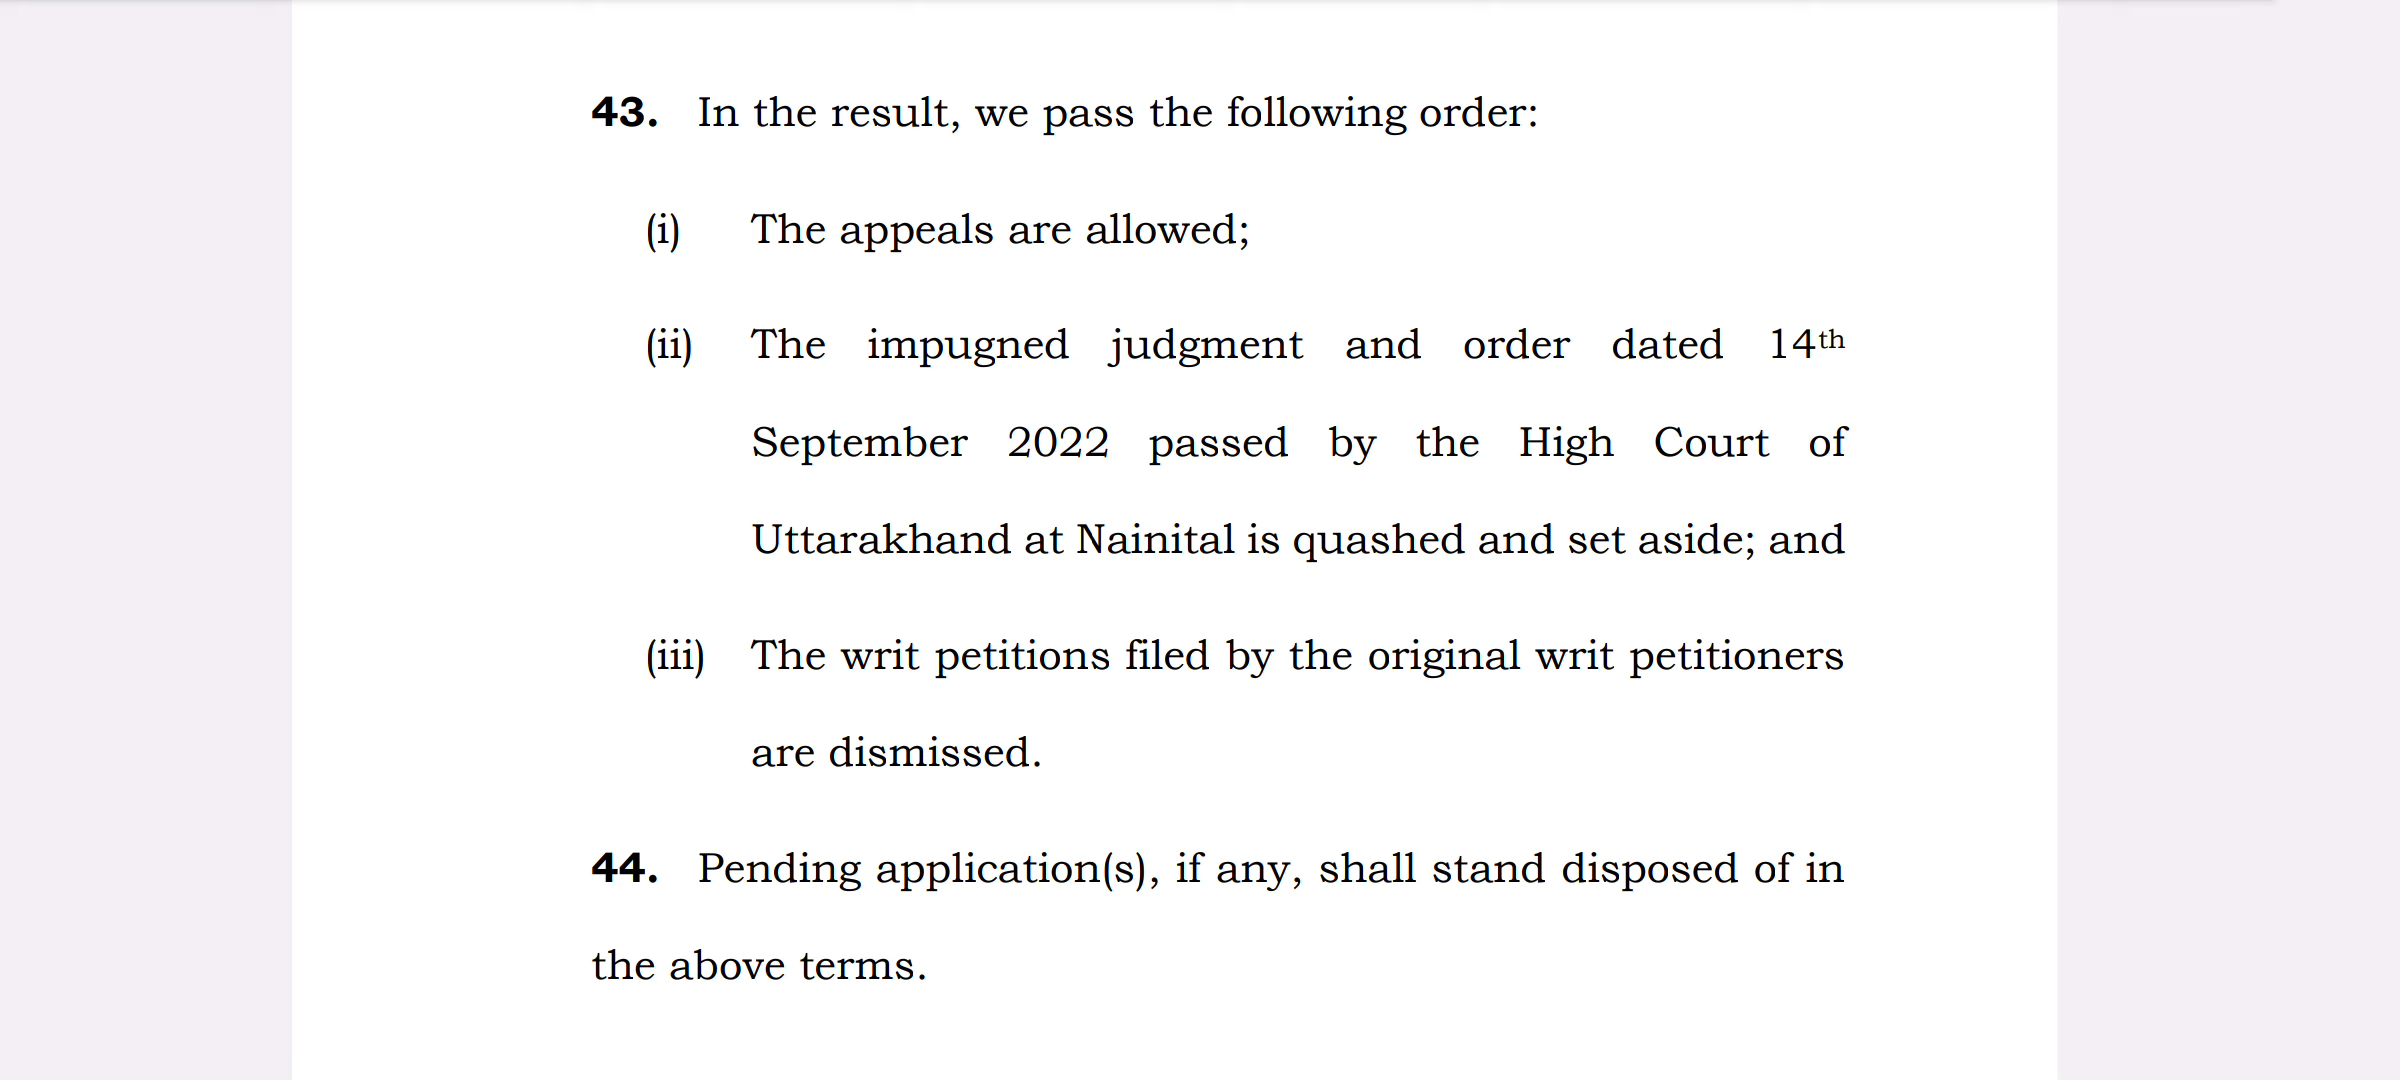 43. In the result, we pass the following order:
(i) The appeals are allowed;
(ii) The impugned judgment and order dated 14th
September 2022 passed by the High Court of
Uttarakhand at Nainital is quashed and set aside; and
(iii) The writ petitions filed by the original writ petitioners
are dismissed.
44. Pending application(s), if any, shall stand disposed of in
the above terms.